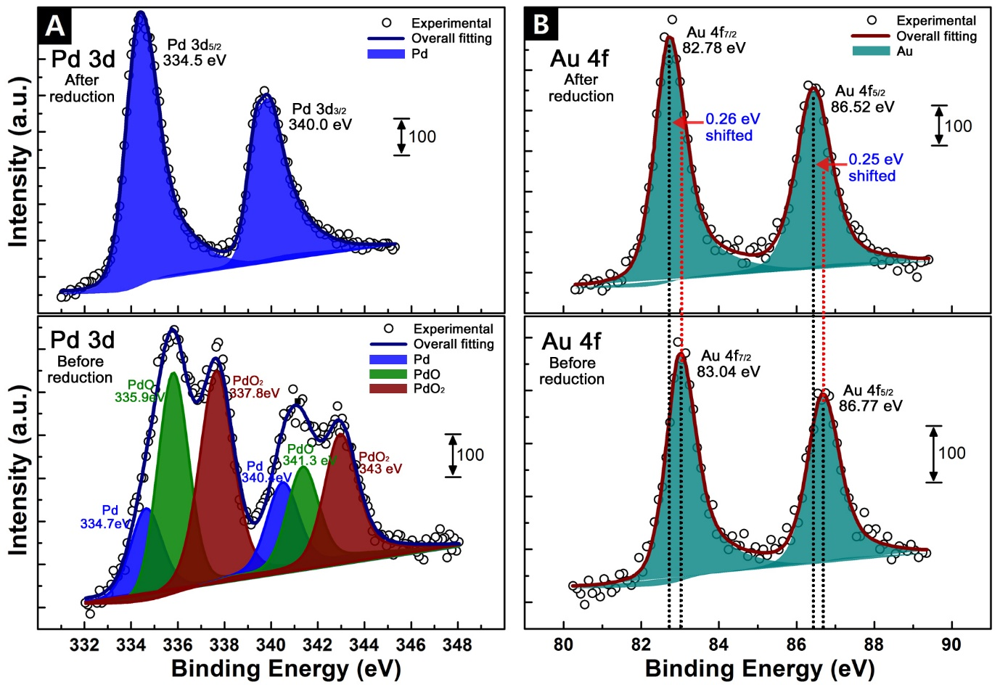 A
Pd 3d
After
reduction
Pd 3d5/2
334.5 eV
Pd 3d3/2
340.0 eV
Experimental
Overall fitting
Pd
100
Intensity (a.u.)
B
Au 4f
After
reduction
Au 4f7/2
82.78 eV
Au 4f5/2
86.52 eV
0.26 eV
shifted
0.25 eV
shifted
Experimental
Overall fitting
Au
100
Intensity (a.u.)
Pd 3d
Before
reduction
PdO
335.9eV
PdO₂
337.8eV
Pd
334.7eV
Pd
340.4eV
PdO
341.3 eV
PdO₂
343 eV
Experimental
Overall fitting
Pd
PdO
PdO₂
100
332 334 336 338 340 342 344 346 348
Binding Energy (eV)
Au 4f
Before
reduction
Au 4f7/2
83.04 eV
Au 4f5/2
86.77 eV
100
80 82 84 86 88 90
Binding Energy (eV)